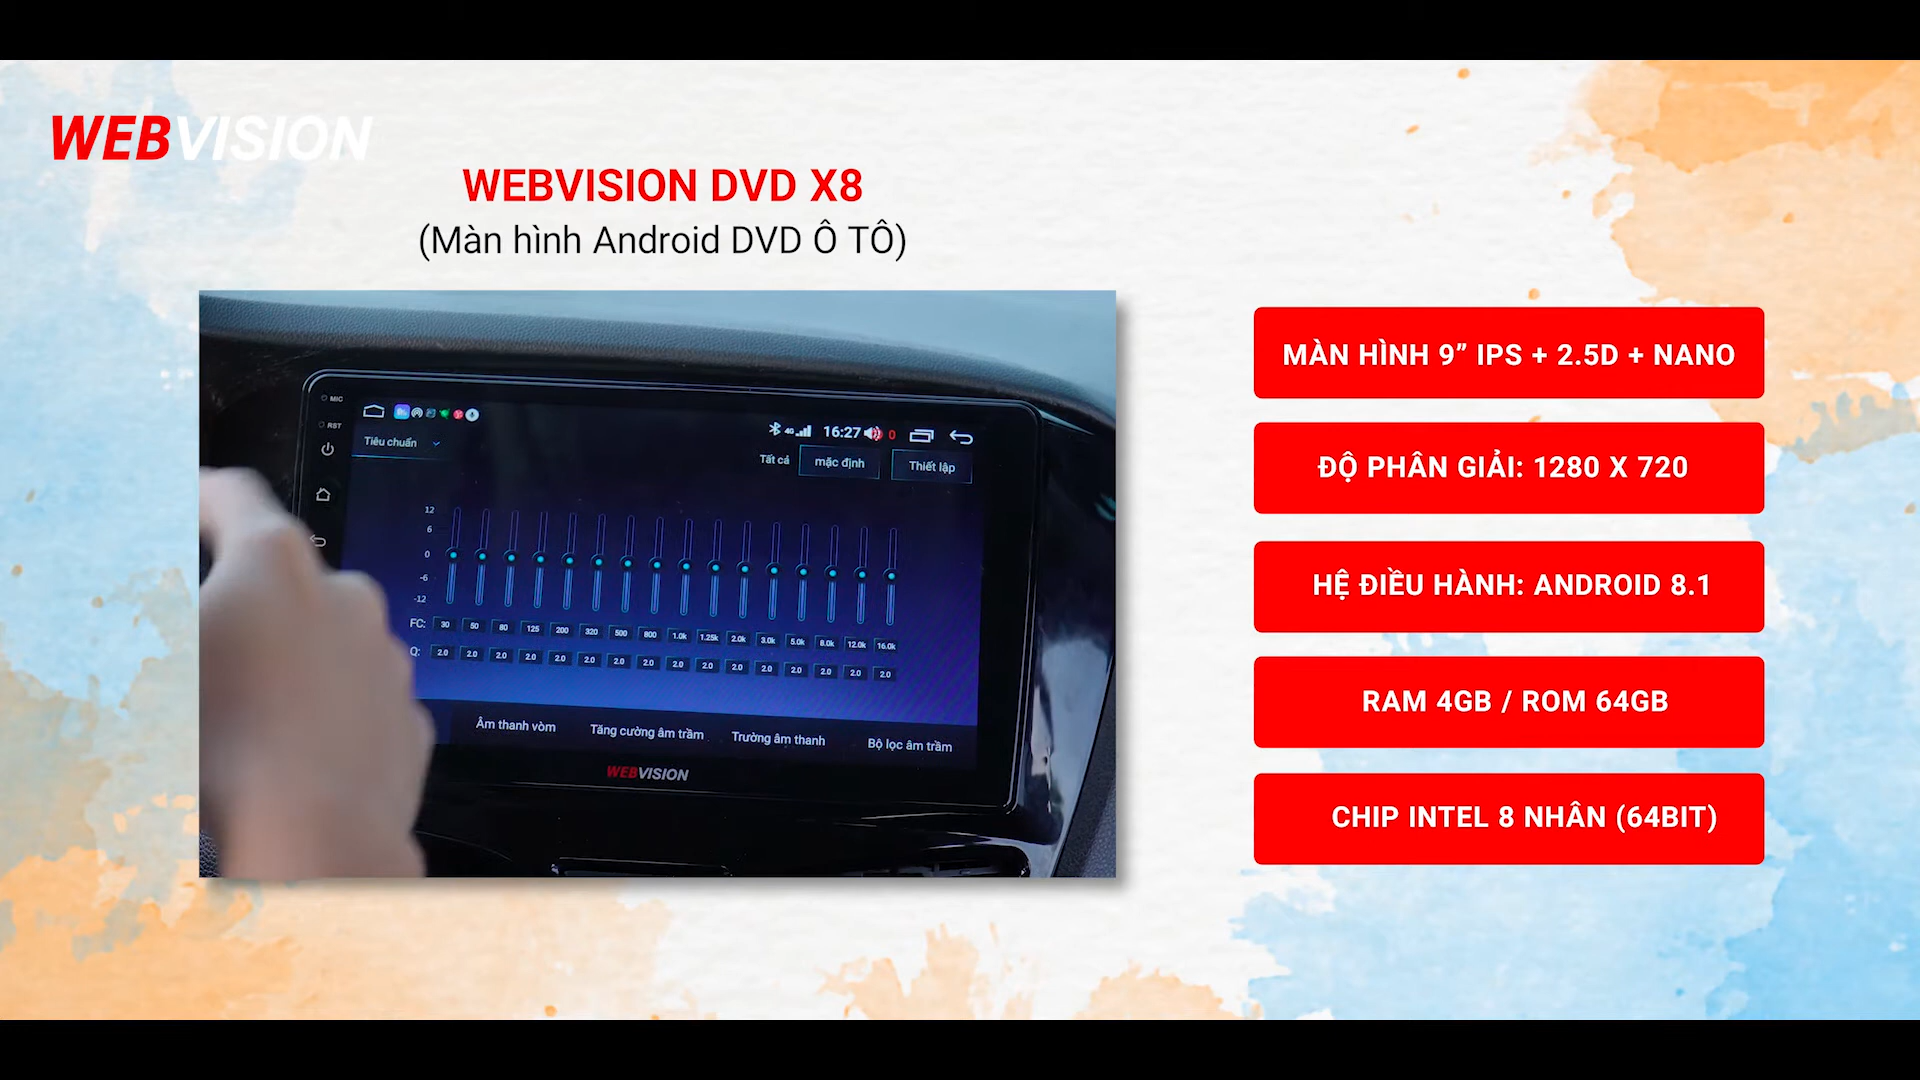 WEBVISION
WEBVISION DVD X8
(Màn hình Android DVD Ô TÔ)
MIC
RST
4G 16:27 0
Tiêu chuẩn
Tất cả mặc định Thiết lập
12
6
0
-6
-12
FC: 30 50 80 125 200 320 500 800 1.0k 1.25k 2.0k 3.0k 5.0k 8.0k 12.0k 16.0k
Q: 2.0 2.0 2.0 2.0 2.0 2.0 2.0 2.0 2.0 2.0 2.0 2.0 2.0 2.0 2.0 2.0
Âm thanh vòm Tăng cường âm trầm Trường âm thanh Bộ lọc âm trầm
WEBVISION
MÀN HÌNH 9” IPS + 2.5D + NANO
ĐỘ PHÂN GIẢI: 1280 X 720
HỆ ĐIỀU HÀNH: ANDROID 8.1
RAM 4GB / ROM 64GB
CHIP INTEL 8 NHÂN (64BIT)